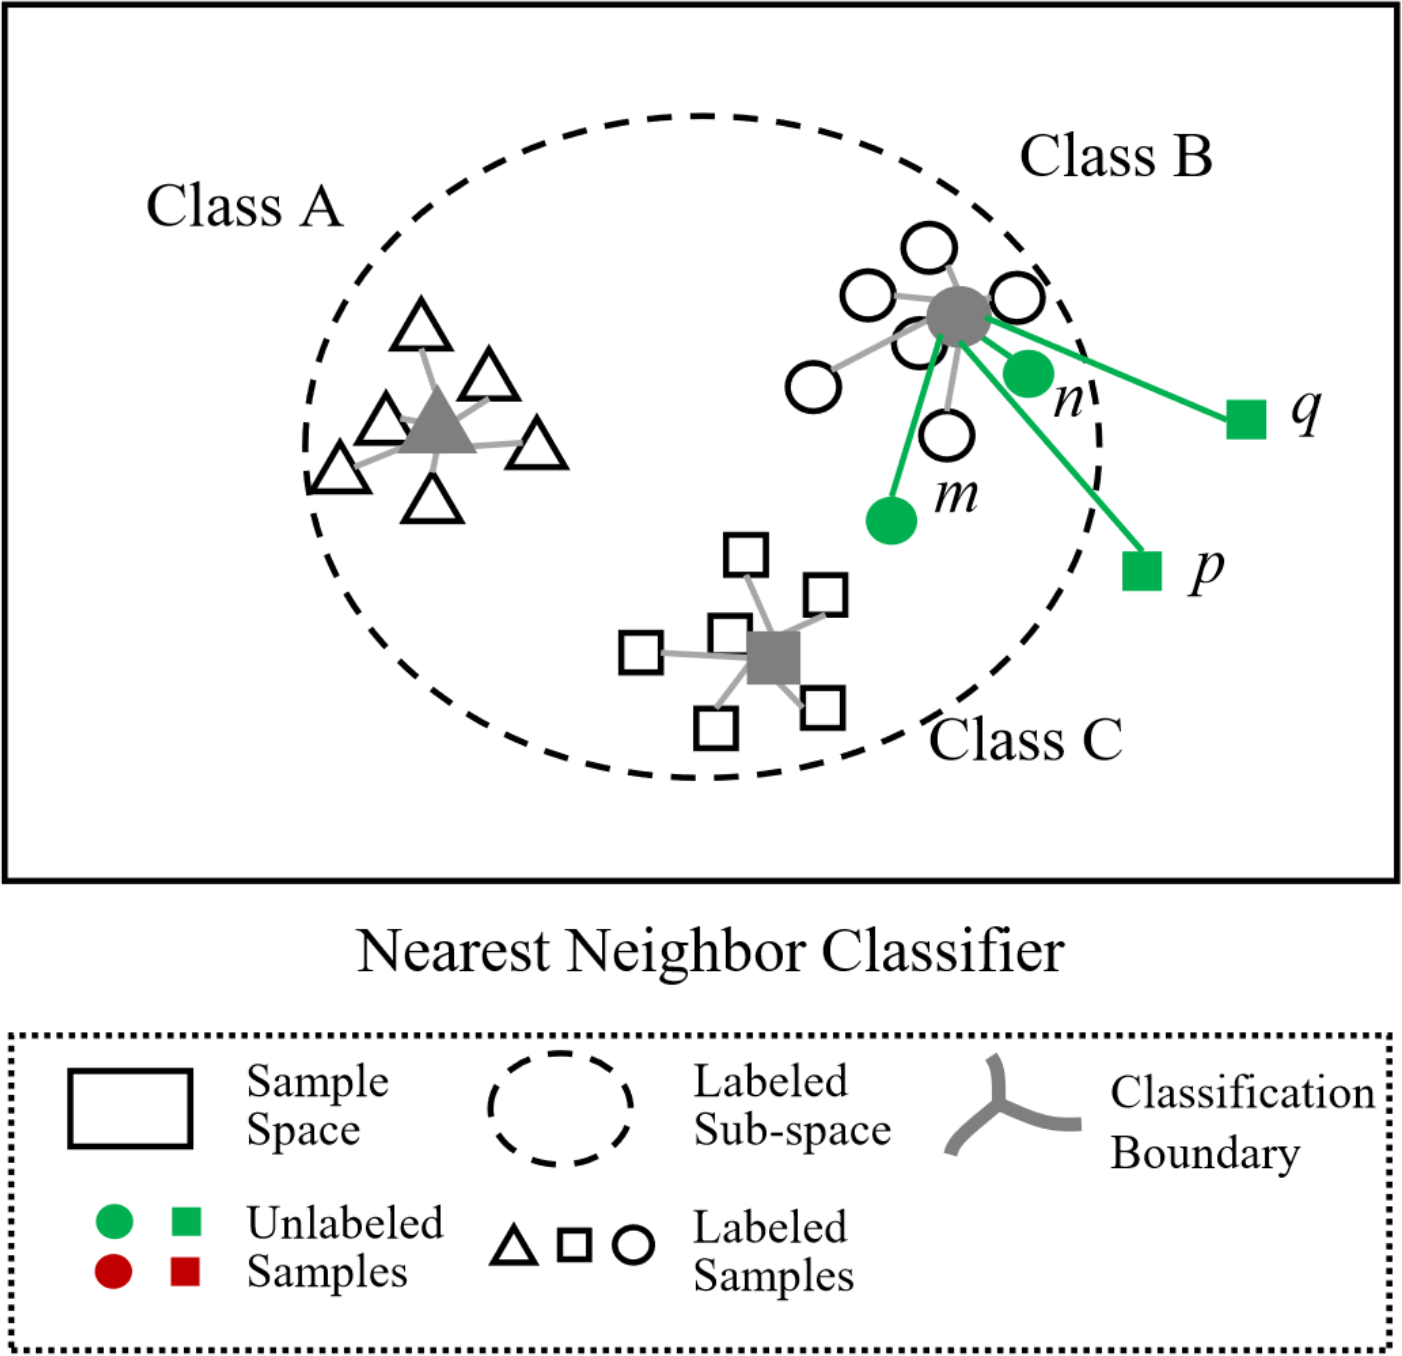 Class B
Class A
q
n
m
p
Class C
Nearest Neighbor Classifier
Sample
Space
Labeled
Sub-space
Classification
Boundary
Unlabeled
Samples
Labeled
Samples